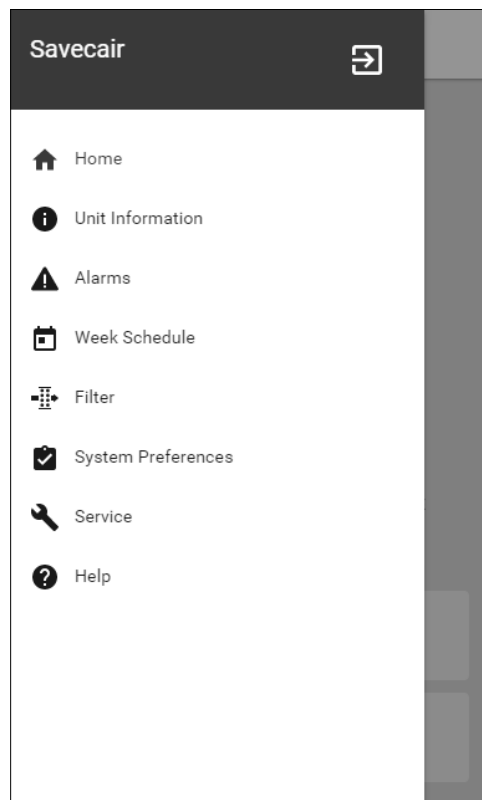 Savecair
Home
Unit Information
Alarms
Week Schedule
Filter
System Preferences
Service
Help